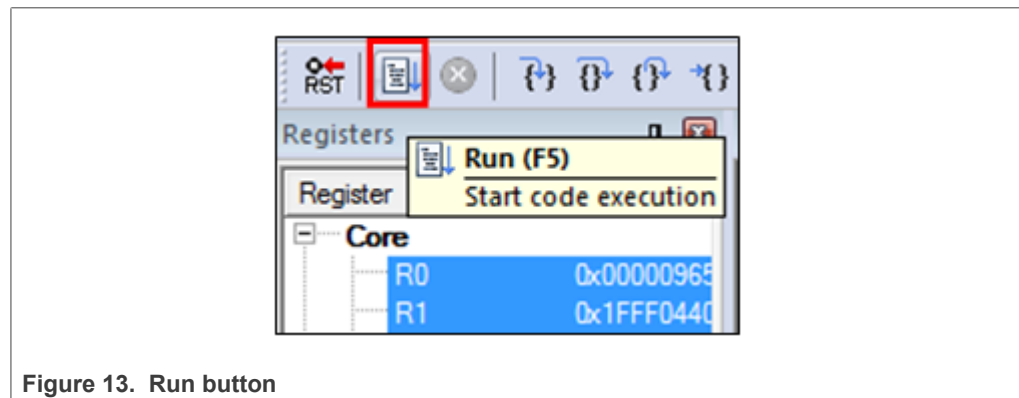 RST
{} {} {} {}
Registers
Run (F5)
Register Start code execution
Core
R0 0x00000965
R1 0x1FFF0440
Figure 13. Run button